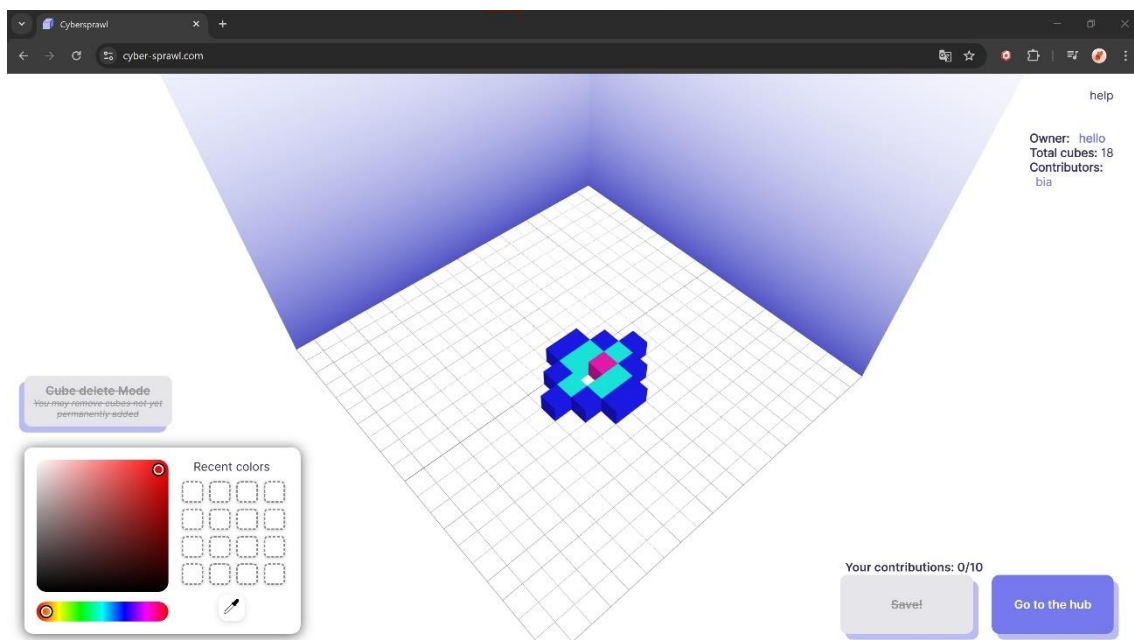 Cybersprawl
cyber-sprawl.com
help
Owner: hello
Total cubes: 18
Contributors:
bia
Cube delete Mode
You may remove cubes not yet
permanently added
Recent colors
Your contributions: 0/10
Save!
Go to the hub